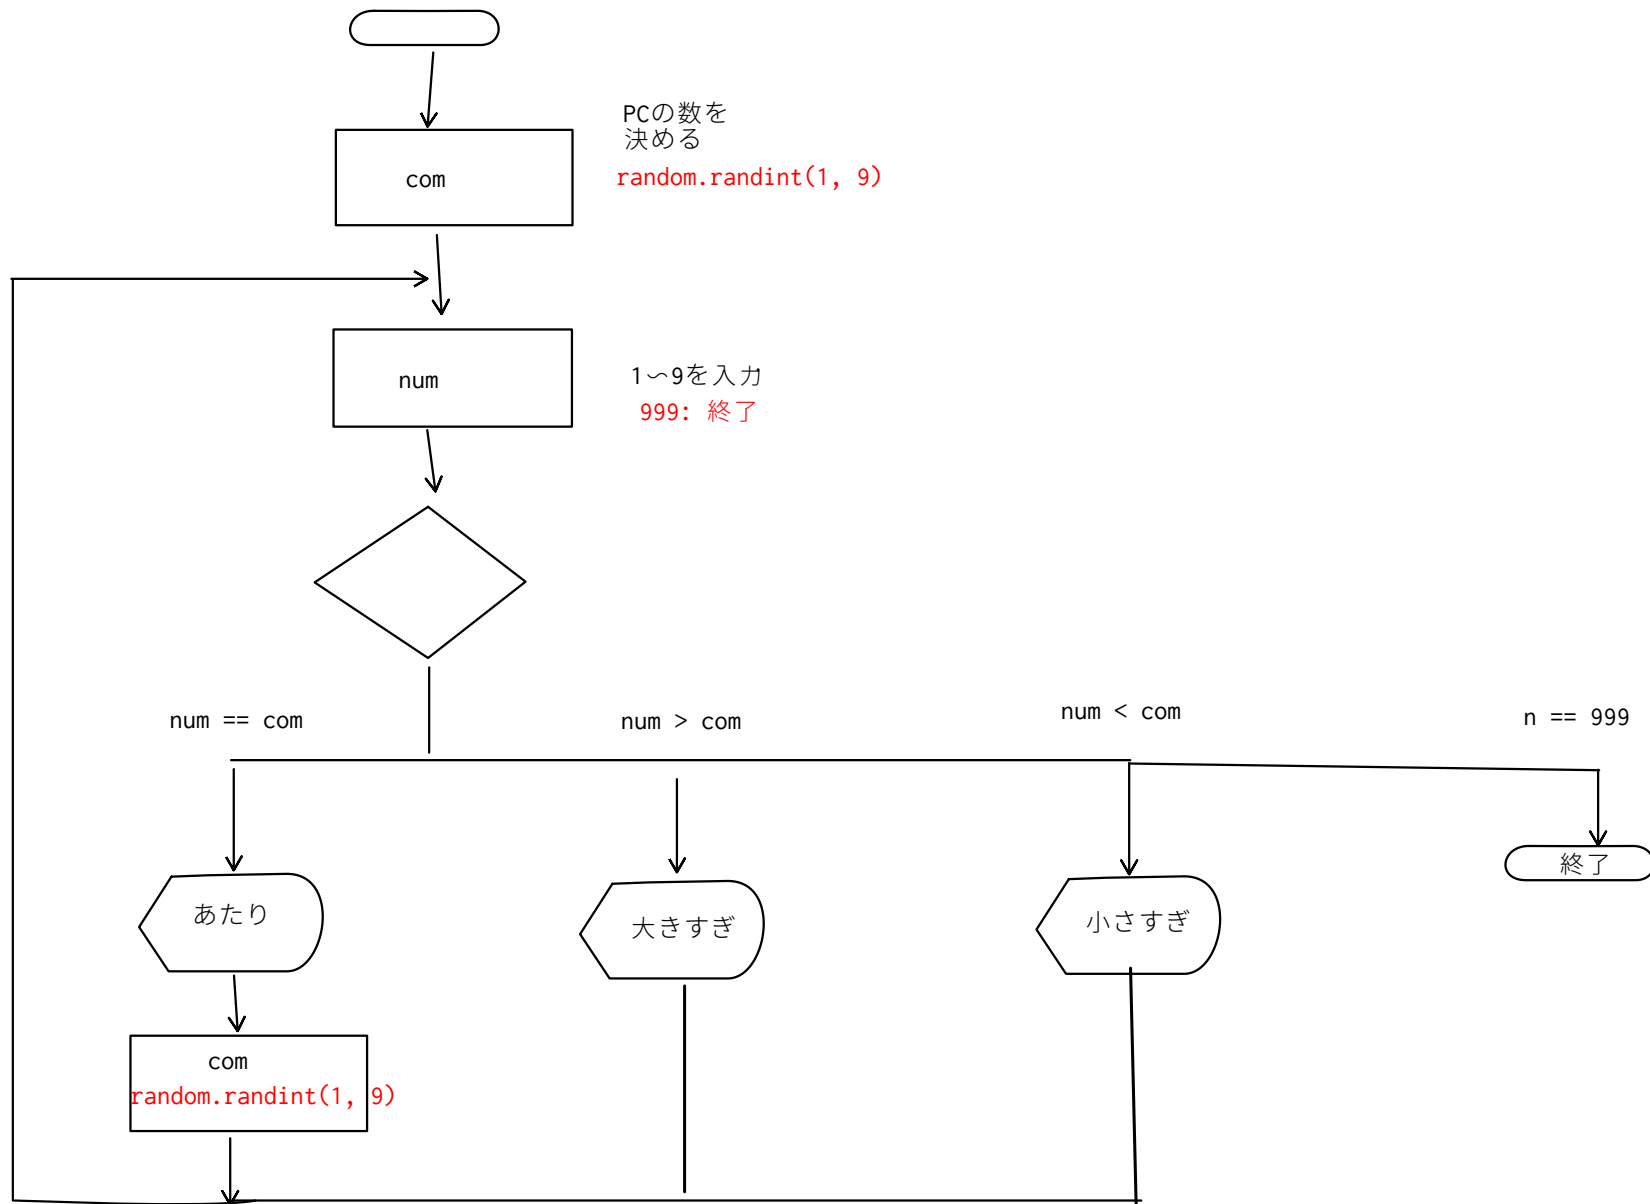 PCの数を
決める
random.randint(1, 9)
com
1〜9を入力
num
999: 終了
num == com
num > com
num < com
n == 999
あたり
大きすぎ
小さすぎ
終了
com
random.randint(1, 9)